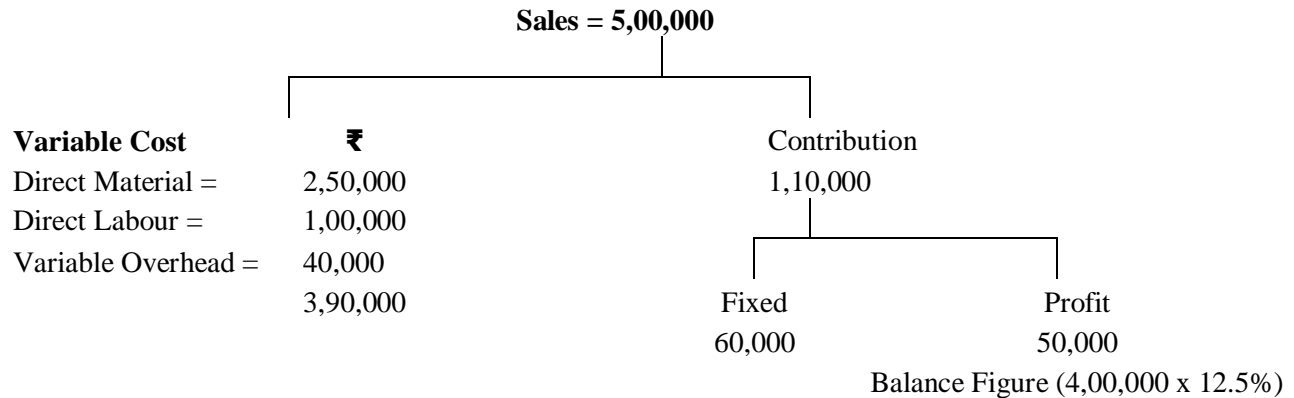 Sales = 5,00,000
Variable Cost ₹ Contribution
Direct Material = 2,50,000 1,10,000
Direct Labour = 1,00,000
Variable Overhead = 40,000
3,90,000 Fixed Profit
60,000 50,000
Balance Figure (4,00,000 x 12.5%)